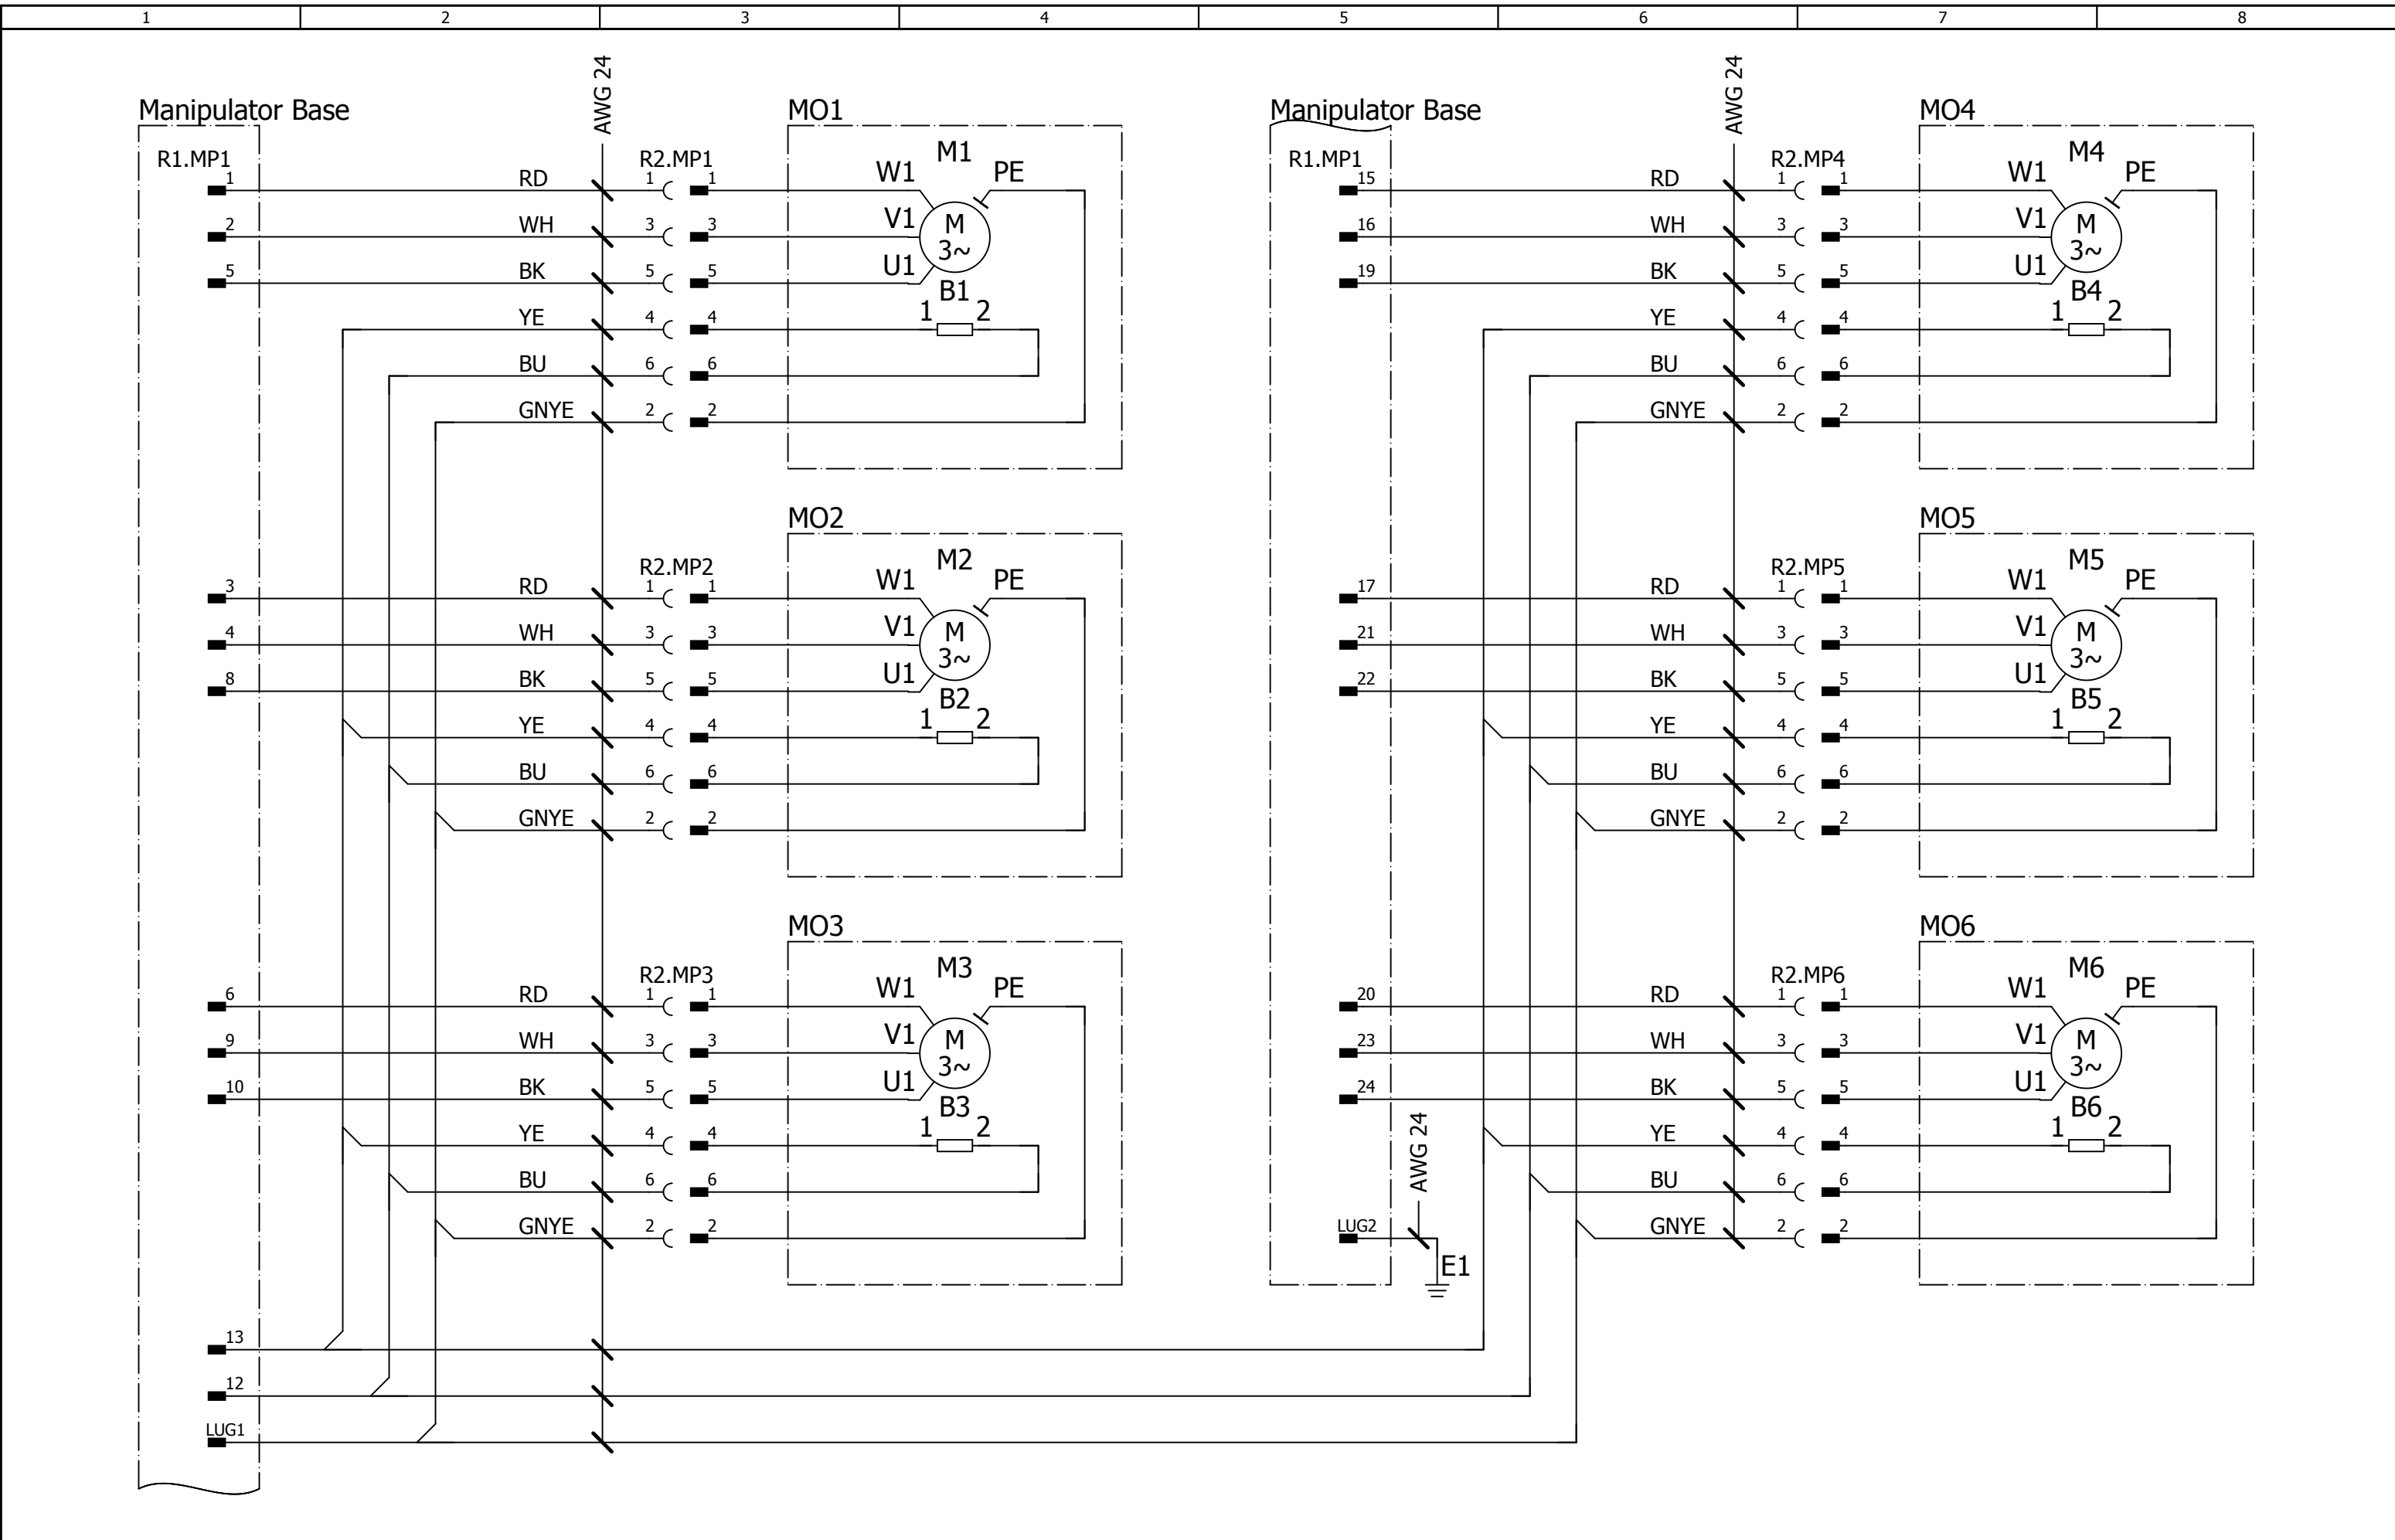 1 2 3 4 5 6 7 8
AWG 24
Manipulator Base
R1.MP1
R2.MP1
MO1
M1
1 RD 1 1 W1 PE
2 WH 3 3 V1 M
3~
5 BK 5 5 U1
B1
YE 4 4 1 2
BU 6 6
GNYE 2 2
MO2
R2.MP2
M2
3 RD 1 1 W1 PE
4 WH 3 3 V1 M
3~
8 BK 5 5 U1
B2
YE 4 4 1 2
BU 6 6
GNYE 2 2
MO3
R2.MP3
M3
6 RD 1 1 W1 PE
9 WH 3 3 V1 M
3~
10 BK 5 5 U1
B3
YE 4 4 1 2
BU 6 6
GNYE 2 2
13
12
LUG1
AWG 24
Manipulator Base
R1.MP1
R2.MP4
MO4
M4
15 RD 1 1 W1 PE
16 WH 3 3 V1 M
3~
19 BK 5 5 U1
B4
YE 4 4 1 2
BU 6 6
GNYE 2 2
MO5
R2.MP5
M5
17 RD 1 1 W1 PE
21 WH 3 3 V1 M
3~
22 BK 5 5 U1
B5
YE 4 4 1 2
BU 6 6
GNYE 2 2
MO6
R2.MP6
M6
20 RD 1 1 W1 PE
23 WH 3 3 V1 M
3~
24 BK 5 5 U1
B6
YE 4 4 1 2
BU 6 6
GNYE 2 2
AWG 24
LUG2
E1